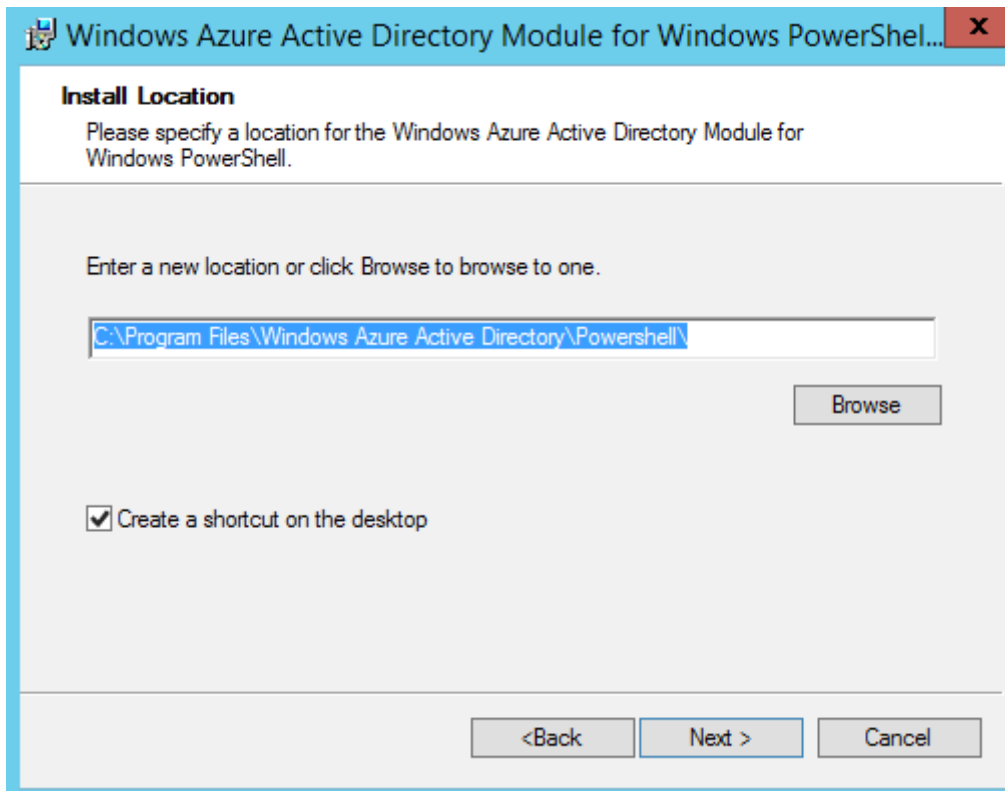 Windows Azure Active Directory Module for Windows PowerShel...
x
Install Location
Please specify a location for the Windows Azure Active Directory Module for
Windows PowerShell.
Enter a new location or click Browse to browse to one.
C:\Program Files\Windows Azure Active Directory\Powershell\
Browse
Create a shortcut on the desktop
<Back Next > Cancel